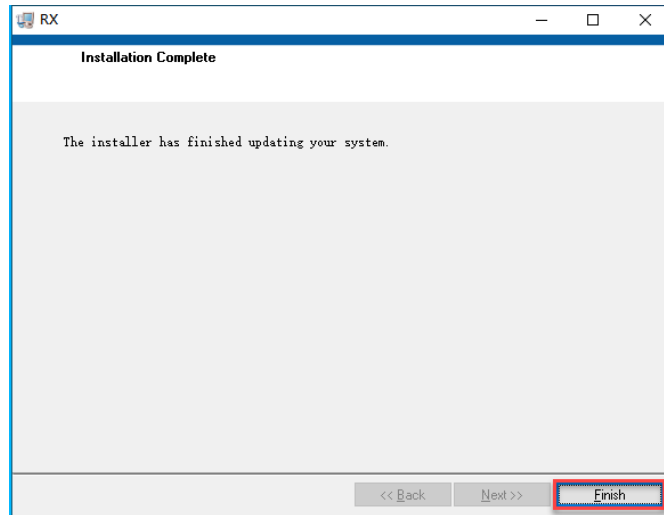 RX
Installation Complete
The installer has finished updating your system.
<< Back Next >> Finish